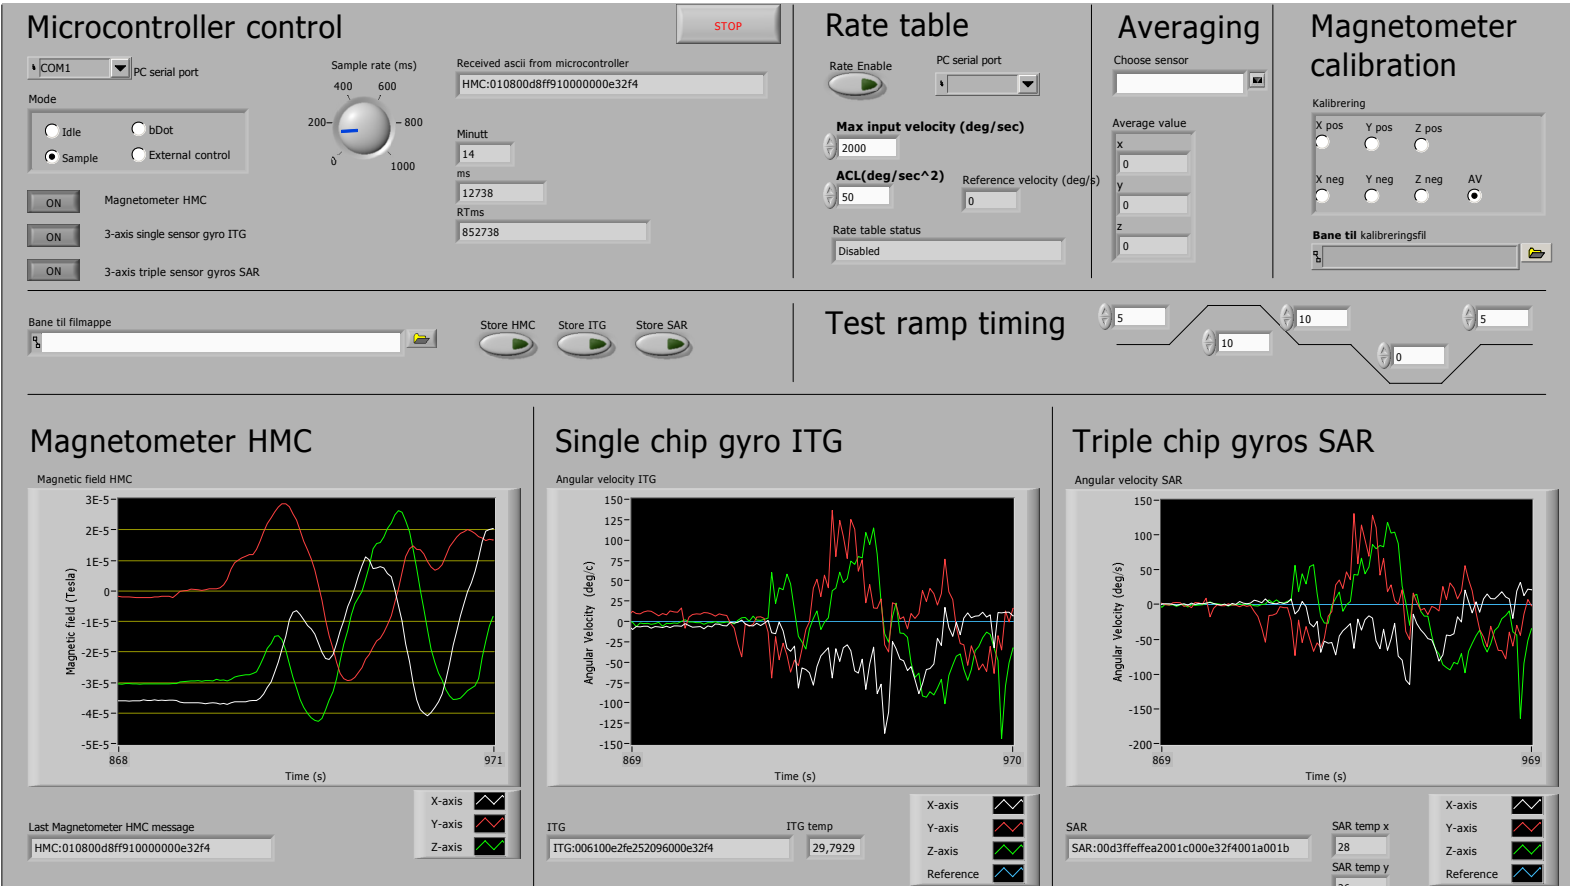 Microcontroller control
STOP
COM1
PC serial port
Mode
Idle
bDot
Sample
External control
ON
Magnetometer HMC
ON
3-axis single sensor gyro ITG
ON
3-axis triple sensor gyros SAR
Sample rate (ms)
400 600
200 800
0 1000
Received ascii from microcontroller
HMC:010800d8ff910000000e32f4
Minutt
14
ms
12738
RTms
852738
Rate table
Rate Enable
PC serial port
Max input velocity (deg/sec)
2000
ACL(deg/sec^2)
50
Reference velocity (deg/s)
0
Rate table status
Disabled
Averaging
Choose sensor
Average value
x
0
y
0
z
0
Magnetometer
calibration
Kalibrering
X pos Y pos Z pos
X neg Y neg Z neg AV
Bane til kalibreringsfil
Bane til filmappe
Store HMC Store ITG Store SAR
Test ramp timing
5
10
10
0
5
Magnetometer HMC
Magnetic field HMC
Magnetic field (Tesla)
3E-5
2E-5
1E-5
0
-1E-5
-2E-5
-3E-5
-4E-5
-5E-5
868 971
Time (s)
X-axis
Y-axis
Z-axis
Last Magnetometer HMC message
HMC:010800d8ff910000000e32f4
Single chip gyro ITG
Angular velocity ITG
Angular Velocity (deg/c)
150
125
100
75
50
25
0
-25
-50
-75
-100
-125
-150
869 970
Time (s)
X-axis
Y-axis
Z-axis
Reference
ITG
ITG:006100e2fe252096000e32f4
ITG temp
29,7929
Triple chip gyros SAR
Angular velocity SAR
Angular Velocity (deg/s)
150
100
50
0
-50
-100
-150
-200
869 969
Time (s)
X-axis
Y-axis
Z-axis
Reference
SAR
SAR:00d3ffeffea2001c000e32f4001a001b
SAR temp x
28
SAR temp y